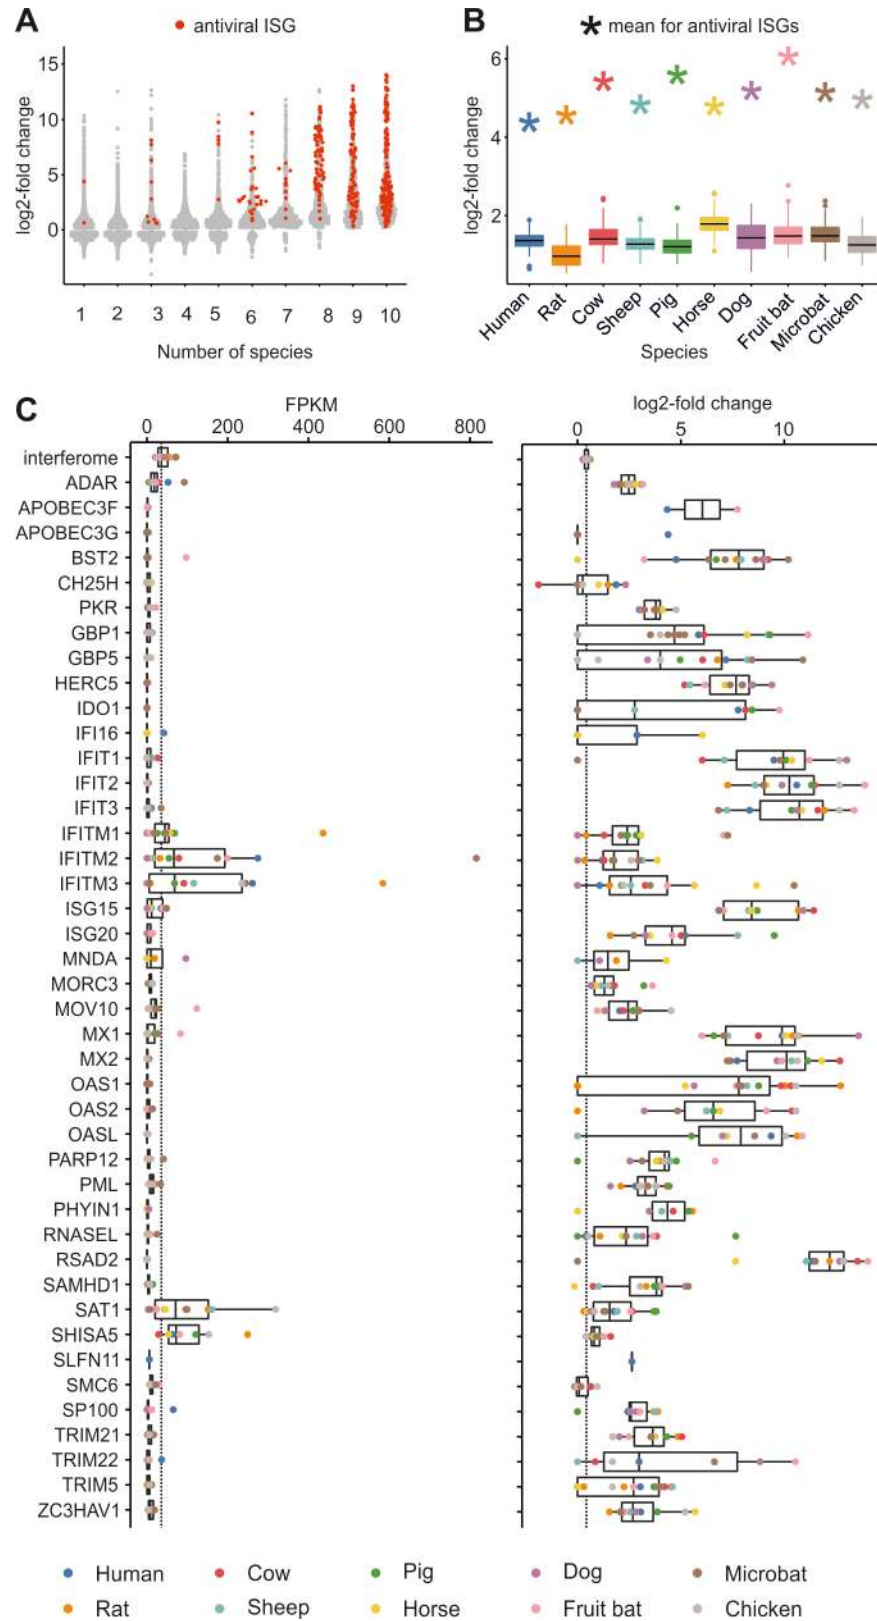 A
antiviral ISG
log2-fold change
15
10
5
0
1 2 3 4 5 6 7 8 9 10
Number of species
B
mean for antiviral ISGs
log2-fold change
6
4
2
Human Rat Cow Sheep Pig Horse Dog Fruit bat Microbat Chicken
Species
C
FPKM
0 200 400 600 800
log2-fold change
0 5 10
interferome
ADAR
APOBEC3F
APOBEC3G
BST2
CH25H
PKR
GBP1
GBP5
HERC5
IDO1
IFI16
IFIT1
IFIT2
IFIT3
IFITM1
IFITM2
IFITM3
ISG15
ISG20
MNDA
MORC3
MOV10
MX1
MX2
OAS1
OAS2
OASL
PARP12
PML
PHYIN1
RNASEL
RSAD2
SAMHD1
SAT1
SHISA5
SLFN11
SMC6
SP100
TRIM21
TRIM22
TRIM5
ZC3HAV1
Human Cow Pig Dog Microbat
Rat Sheep Horse Fruit bat Chicken